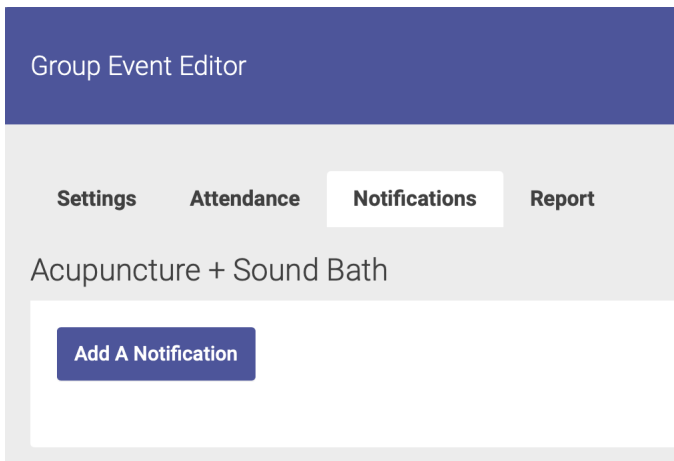 Group Event Editor
Settings Attendance Notifications Report
Acupuncture + Sound Bath
Add A Notification